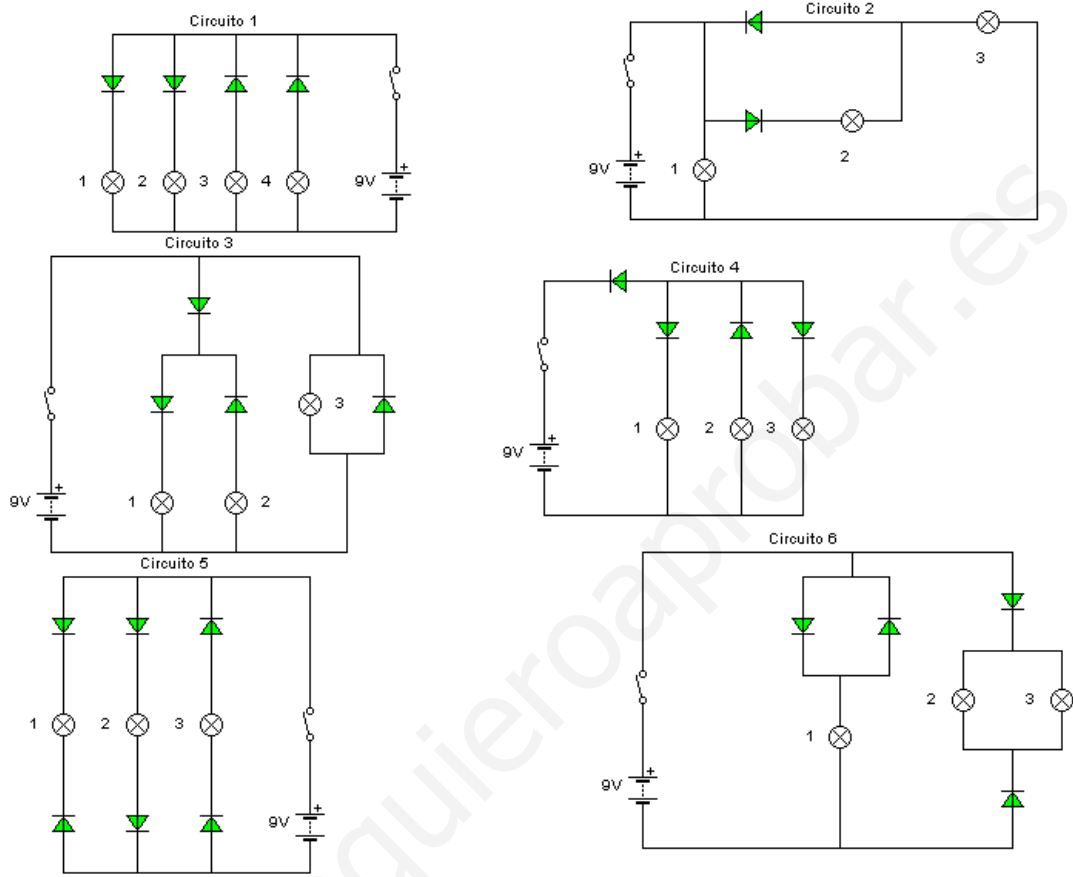 Circuito 1
1 2 3 4 9V +
Circuito 2
3
2
1
9V +
Circuito 3
3
1 2
9V +
Circuito 4
1 2 3
9V +
Circuito 5
1 2 3
9V +
Circuito 6
2 3
1
9V +
quieroaprobar.es